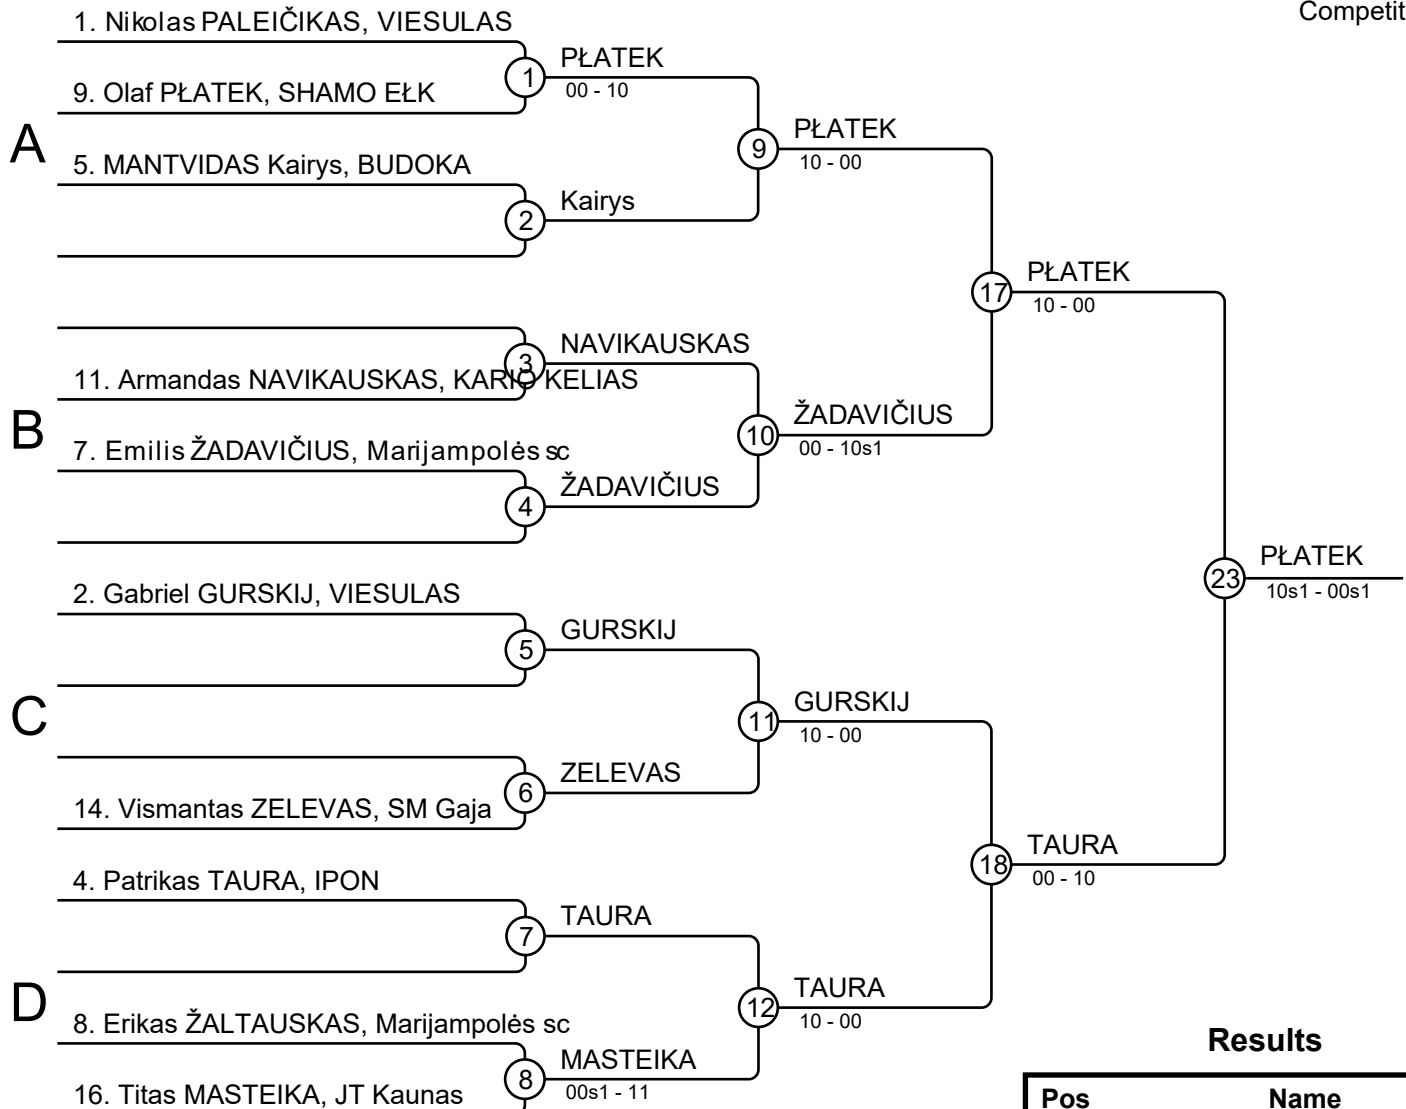 Competit
1. Nikolas PALEIČIKAS, VIESULAS
PŁATEK
1
00 - 10
9. Olaf PŁATEK, SHAMO EŁK
A
PŁATEK
9
10 - 00
5. MANTVIDAS Kairys, BUDOKA
Kairys
2
PŁATEK
17
10 - 00
NAVIKAUSKAS
3
11. Armandas NAVIKAUSKAS, KARIO KELIAS
B
ŽADAVIČIUS
10
00 - 10s1
7. Emilis ŽADAVIČIUS, Marijampolės sc
ŽADAVIČIUS
4
PŁATEK
23
10s1 - 00s1
2. Gabriel GURSKIJ, VIESULAS
GURSKIJ
5
C
GURSKIJ
11
10 - 00
ZELEVAS
6
14. Vismantas ZELEVAS, SM Gaja
TAURA
18
00 - 10
4. Patrikas TAURA, IPON
TAURA
7
D
TAURA
12
10 - 00
8. Erikas ŽALTAUSKAS, Marijampolės sc
MASTEIKA
8
00s1 - 11
16. Titas MASTEIKA, JT Kaunas
Results
Pos Name